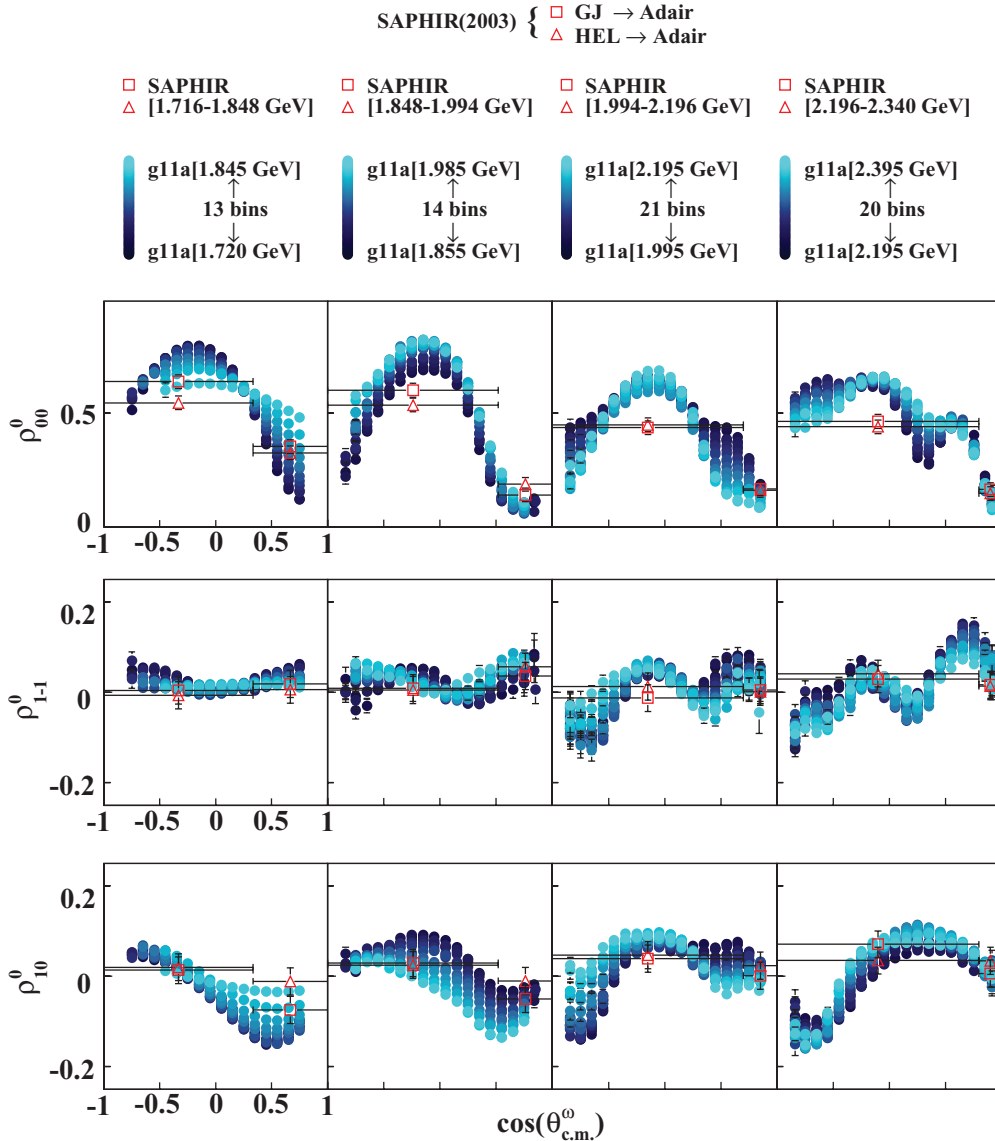 SAPHIR(2003) { GJ → Adair
HEL → Adair
SAPHIR SAPHIR SAPHIR SAPHIR
[1.716-1.848 GeV] [1.848-1.994 GeV] [1.994-2.196 GeV] [2.196-2.340 GeV]
g11a[1.845 GeV] g11a[1.985 GeV] g11a[2.195 GeV] g11a[2.395 GeV]
13 bins 14 bins 21 bins 20 bins
g11a[1.720 GeV] g11a[1.855 GeV] g11a[1.995 GeV] g11a[2.195 GeV]
0.5
ρ⁰₀₀
0
-1 -0.5 0 0.5 1
0.2
ρ⁰₁₋₁
0
-0.2
-1 -0.5 0 0.5 1
0.2
ρ⁰₁₀
0
-0.2
-1 -0.5 0 0.5 1
cos(θ^ω_c.m.)